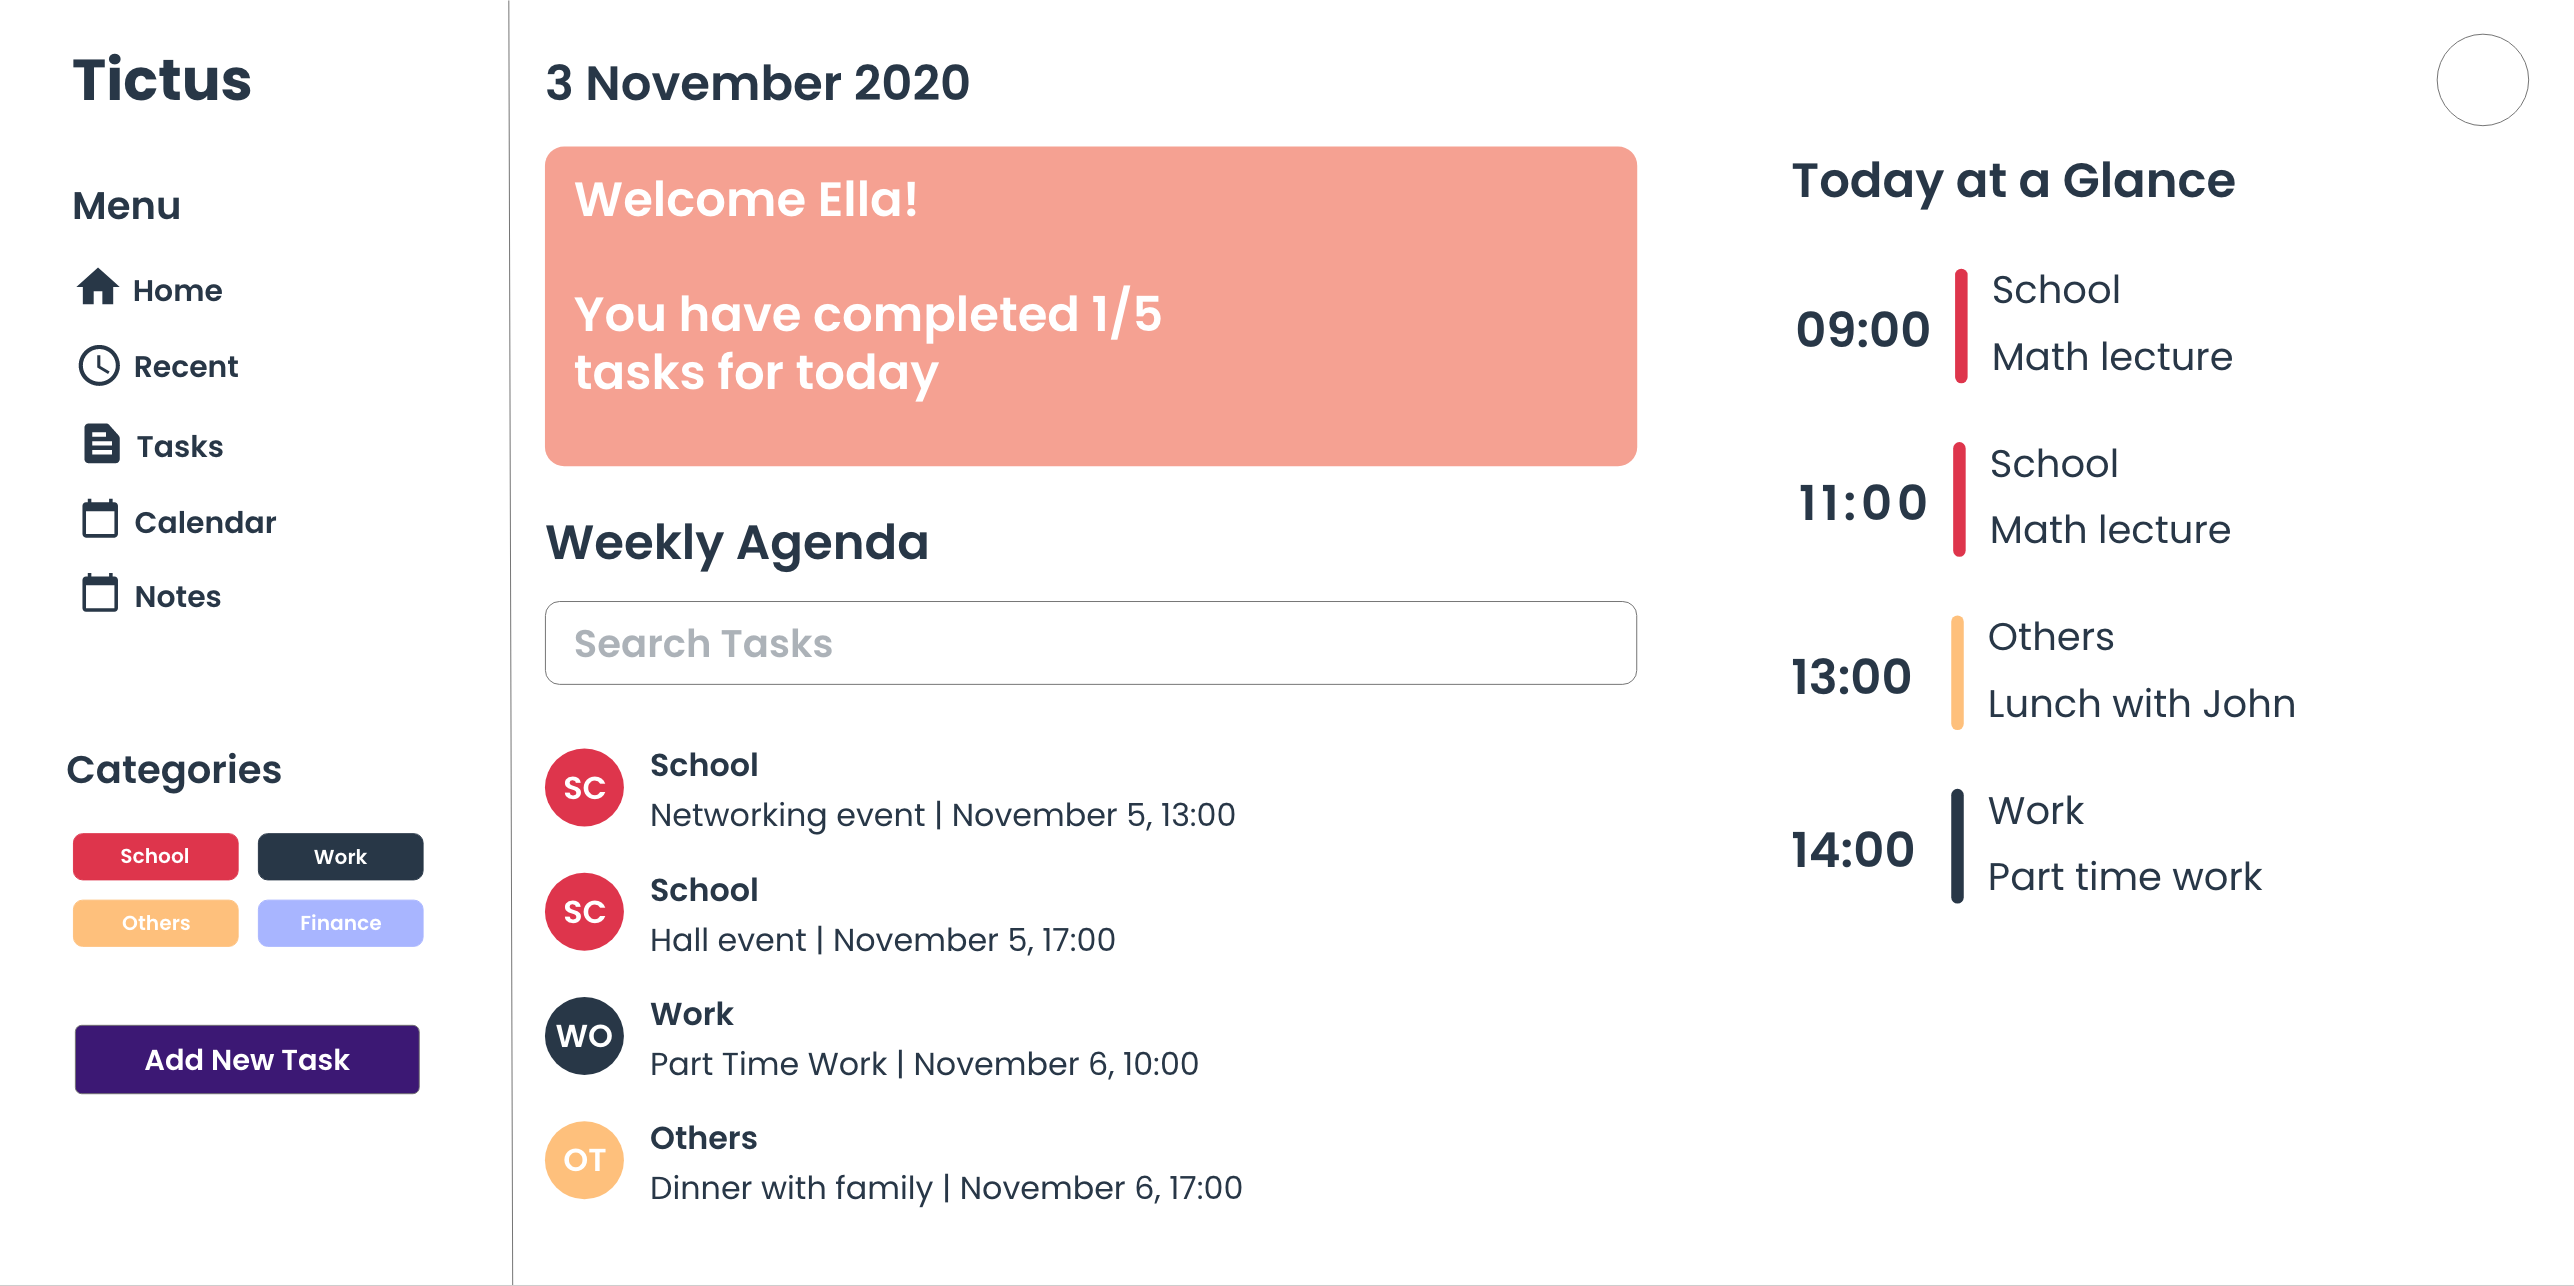 Tictus
Menu
Home
Recent
Tasks
Calendar
Notes
Categories
School
Work
Others
Finance
Add New Task
3 November 2020
Welcome Ella!
You have completed 1/5
tasks for today
Weekly Agenda
Search Tasks
SC
School
Networking event | November 5, 13:00
SC
School
Hall event | November 5, 17:00
WO
Work
Part Time Work | November 6, 10:00
OT
Others
Dinner with family | November 6, 17:00
Today at a Glance
09:00
School
Math lecture
11:00
School
Math lecture
13:00
Others
Lunch with John
14:00
Work
Part time work